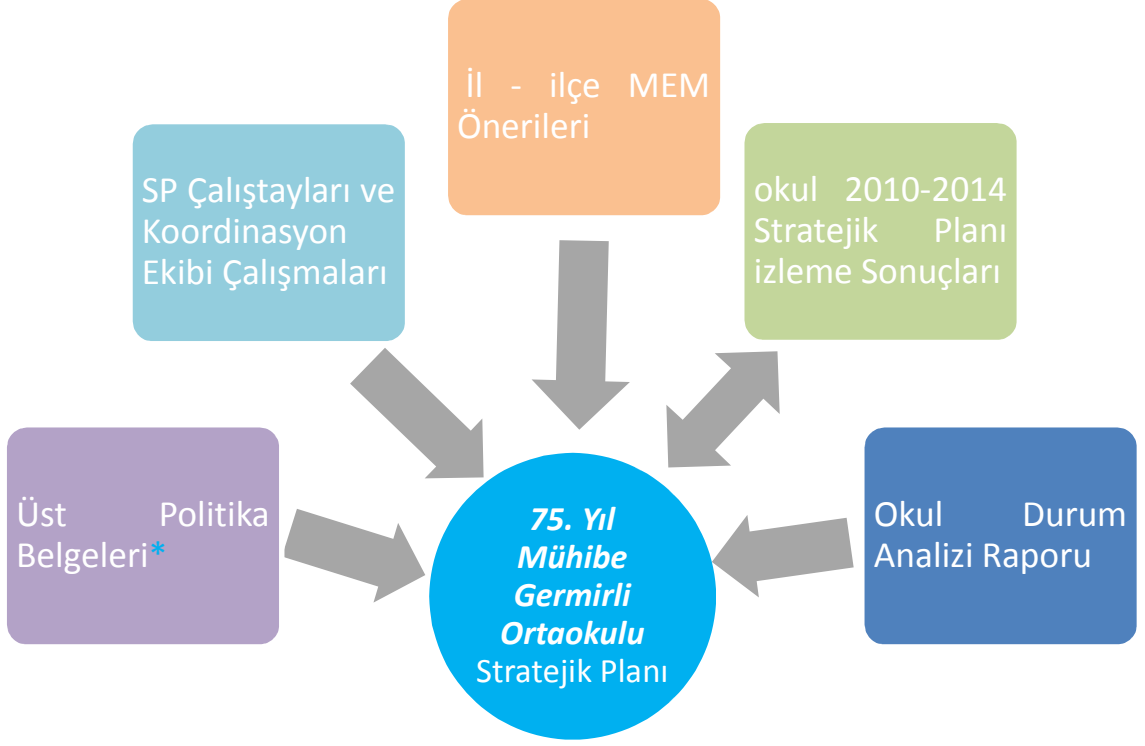 İl - ilçe MEM
Önerileri
SP Çalıştayları ve
Koordinasyon
Ekibi Çalışmaları
okul 2010-2014
Stratejik Planı
izleme Sonuçları
Üst Politika
Belgeleri*
75. Yıl
Mühibe
Germirli
Ortaokulu
Stratejik Planı
Okul Durum
Analizi Raporu